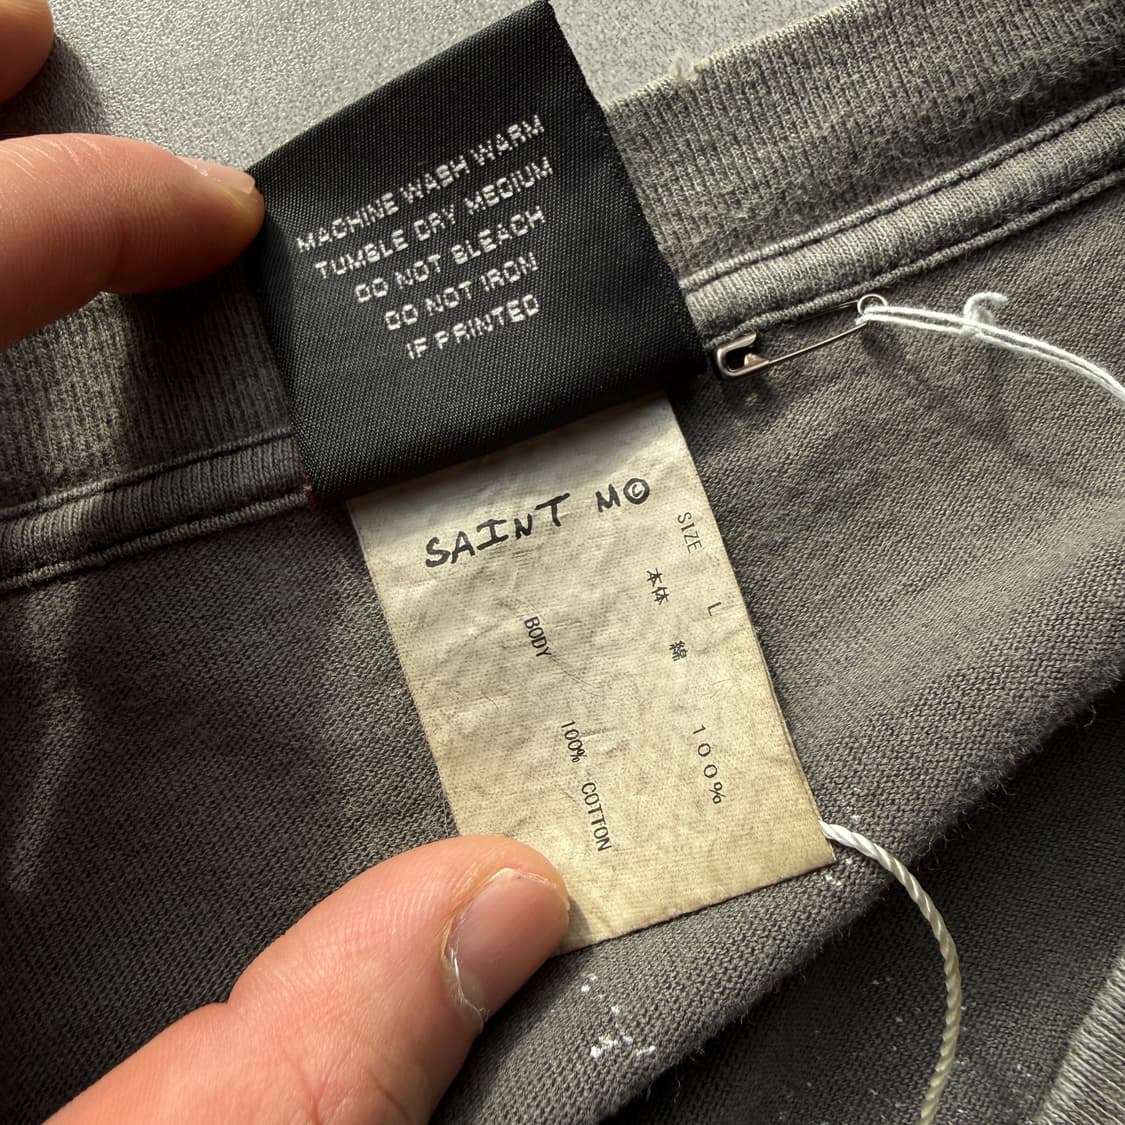 MACHINE WASH WARM
TUMBLE DRY MEDIUM
DO NOT BLEACH
DO NOT IRON
IF PRINTED
SAINT M©
SIZE L
本体 綿 100%
BODY 100% COTTON